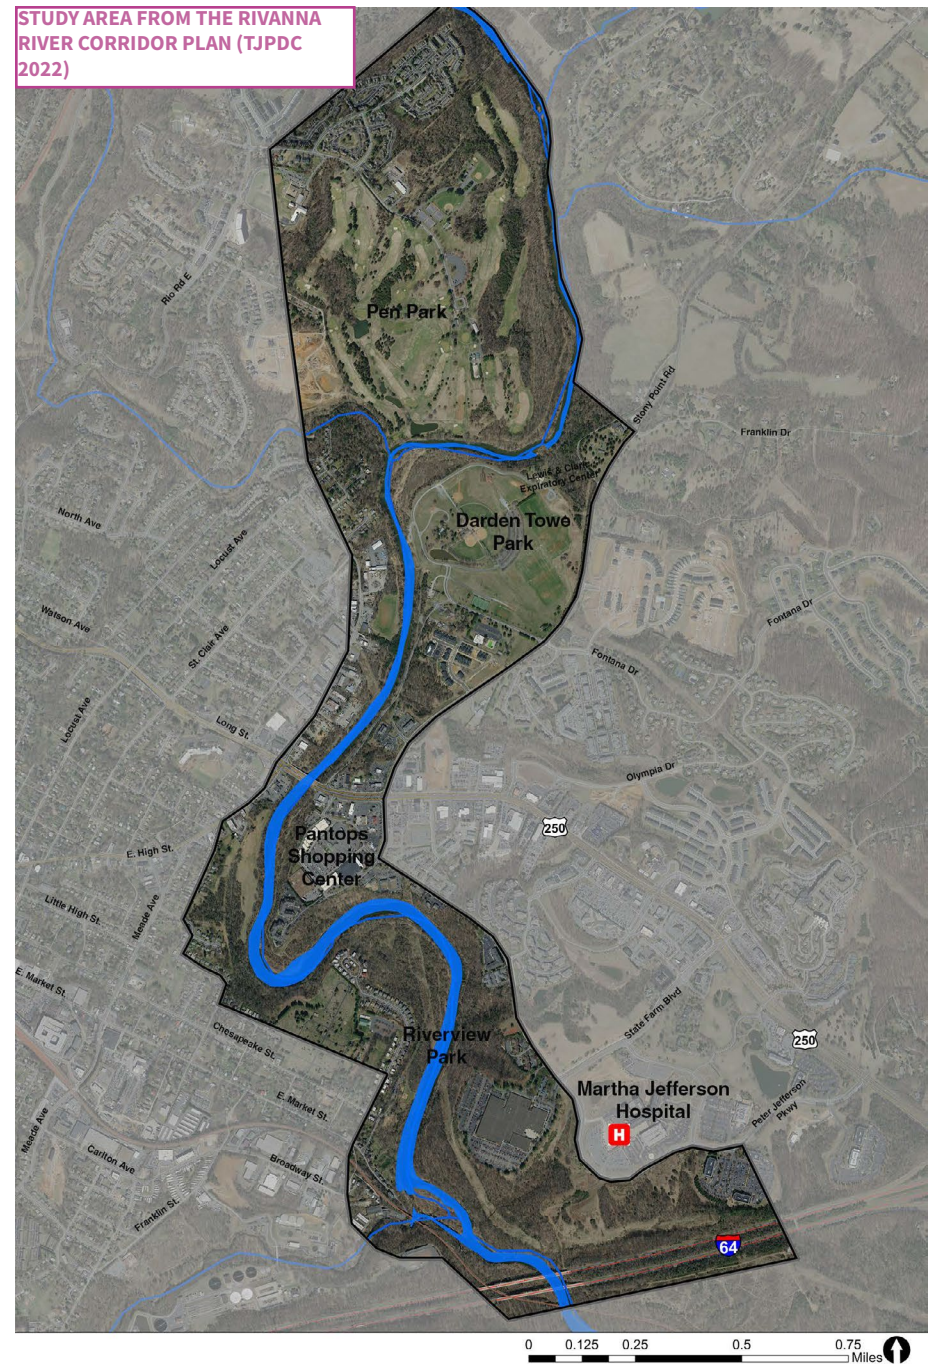 STUDY AREA FROM THE RIVANNA
RIVER CORRIDOR PLAN (TJPDC
2022)
Rio Rd E
Pen Park
Stony Point Rd
Franklin Dr
Lewis & Clark
Expiratory Center
North Ave
Locust Ave
Darden Towe
Park
Watson Ave
St. Clair Ave
Fontana Dr
Fontana Dr
Locust Ave
Long St.
Olympia Dr
250
Pantops
Shopping
Center
E. High St.
Little High St.
Meade Ave
E. Market St.
State Farm Blvd
Chesapeake St.
Riverview
Park
250
Martha Jefferson
Hospital
H
Peter Jefferson
Pkwy
E. Market St.
Meade Ave
Carlton Ave
Broadway St.
Franklin St.
64
0 0.125 0.25 0.5 0.75
Miles